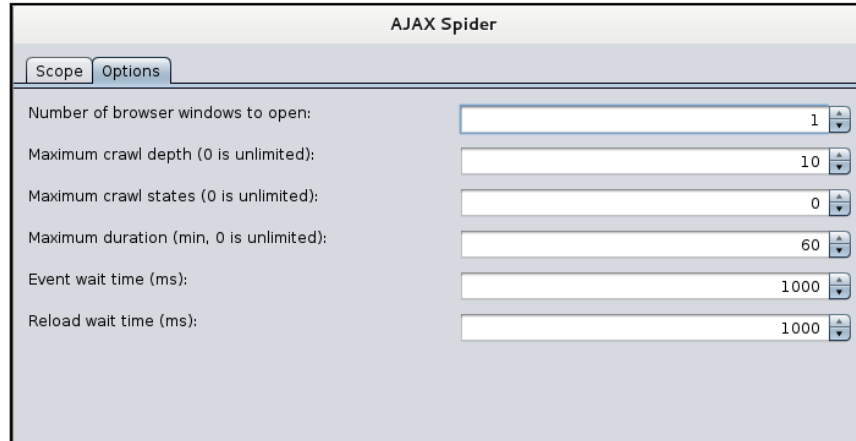 AJAX Spider
Scope Options
Number of browser windows to open: 1
Maximum crawl depth (0 is unlimited): 10
Maximum crawl states (0 is unlimited): 0
Maximum duration (min, 0 is unlimited): 60
Event wait time (ms): 1000
Reload wait time (ms): 1000